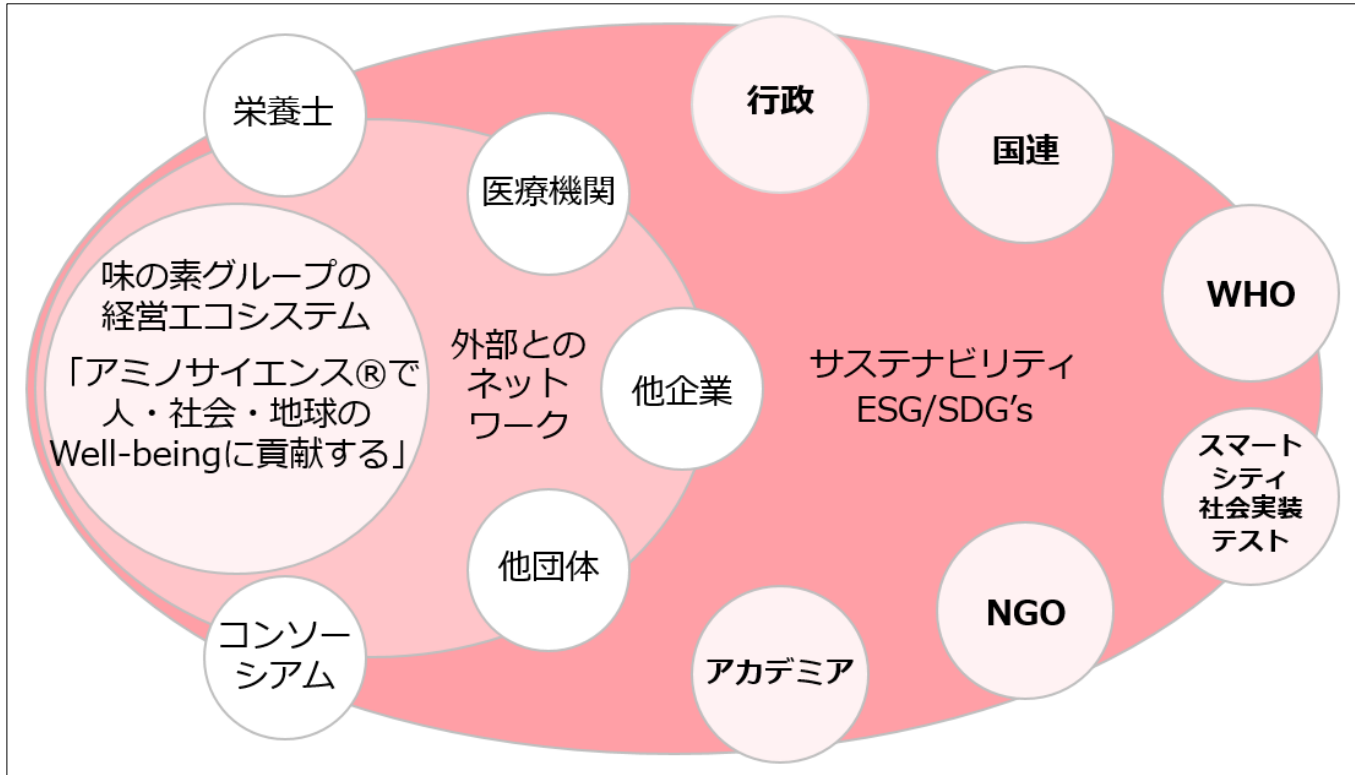 栄養士
行政
国連
医療機関
味の素グループの
経営エコシステム
「アミノサイエンス®で
人・社会・地球の
Well-beingに貢献する」
外部との
ネット
ワーク
他企業
サステナビリティ
ESG/SDG’s
WHO
スマート
シティ
社会実装
テスト
他団体
NGO
コンソー
シアム
アカデミア